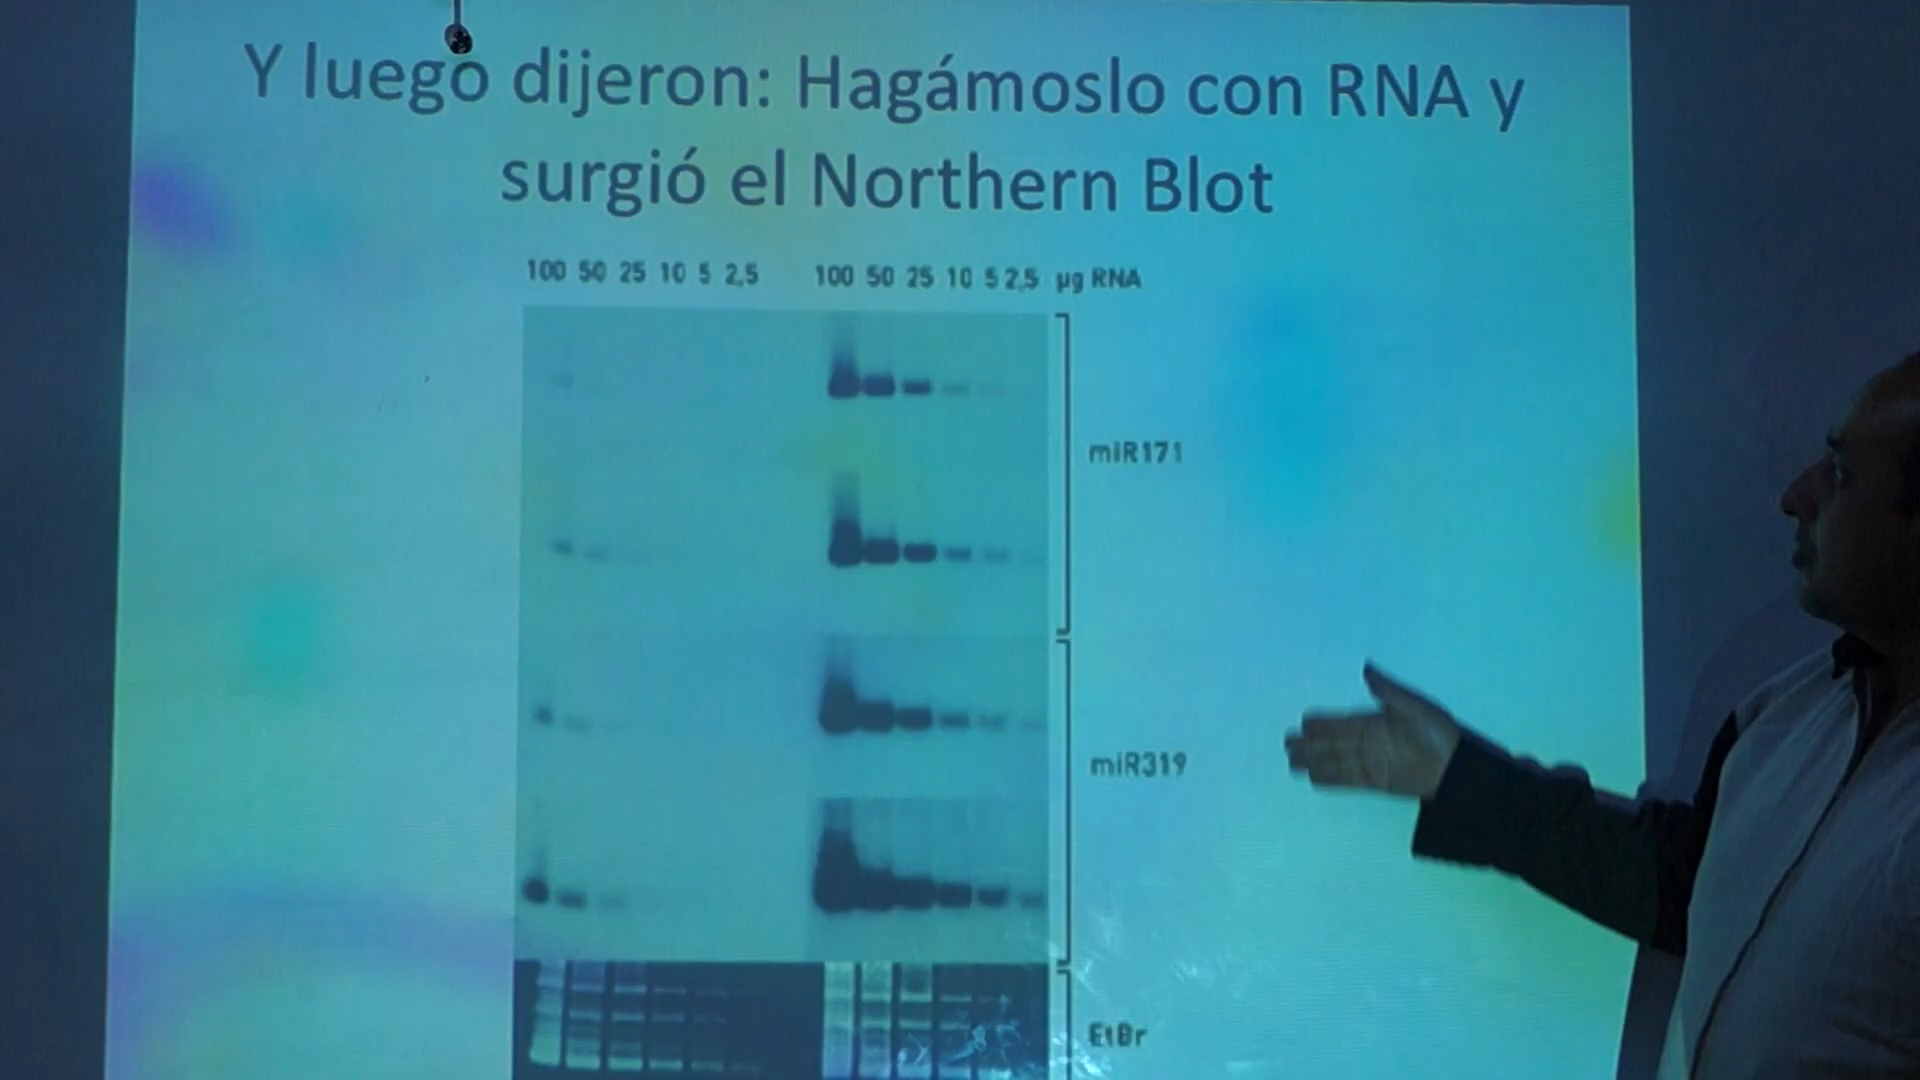 Y luego dijeron: Hagámoslo con RNA y
surgió el Northern Blot
100 50 25 10 5 2,5 100 50 25 10 5 2,5 µg RNA
miR171
miR319
EtBr